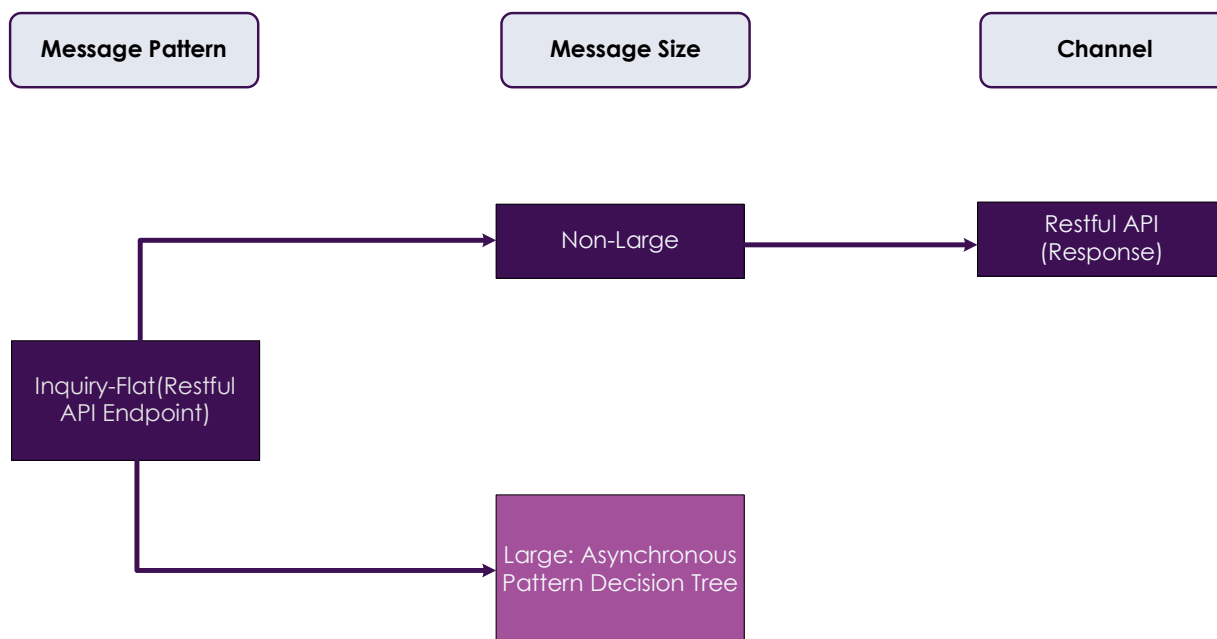 Message Pattern
Message Size
Channel
Non-Large
Restful API
(Response)
Inquiry-Flat(Restful
API Endpoint)
Large: Asynchronous
Pattern Decision Tree